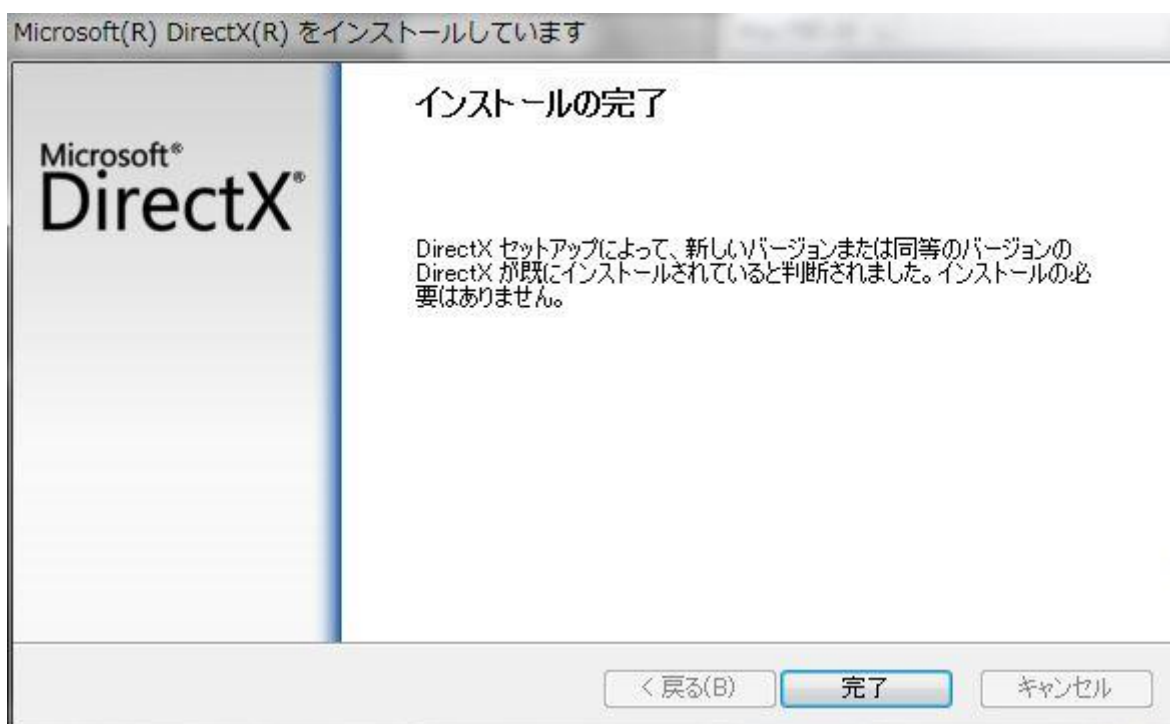 Microsoft(R) DirectX(R) をインストールしています
インストールの完了
Microsoft®
DirectX®
DirectX セットアップによって、新しいバージョンまたは同等のバージョンの
DirectX が既にインストールされていると判断されました。インストールの必
要はありません。
< 戻る(B)
完了
キャンセル